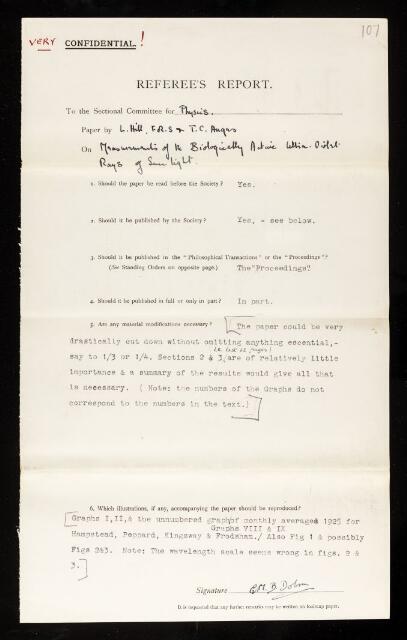 107
VERY CONFIDENTIAL. !
REFEREE'S REPORT.
To the Sectional Committee for Physics.
Paper by L. Hill, F.R.S & T.C. Angus
On Measurements of the Biologically Active Ultra-Violet
Rays of Sunlight.
1. Should the paper be read before the Society? Yes.
2. Should it be published by the Society? Yes, - see below.
3. Should it be published in the "Philosophical Transactions" or the "Proceedings"?
(See Standing Orders on opposite page.) The "Proceedings".
4. Should it be published in full or only in part? In part.
5. Are any material modifications necessary? [The paper could be very
drastically cut down without omitting anything essential,-
say to 1/3 or 1/4. Sections 2 & 3, are of relatively little
importance & a summary of the results would give all that
is necessary. ( Note: the numbers of the Graphs do not
correspond to the numbers in the text.)]
6. Which illustrations, if any, accompanying the paper should be reproduced?
[Graphs I,II,& the unnumbered graph of monthly averages 1925 for
Graphs VIII & IX
Hampstead, Peppard, Kingsway & Frodsham./ Also Fig 1 & possibly
Figs 2&3. Note: The wavelength scale seems wrong in figs. 2 &
3.]
Signature G.M.B. Dobson
It is requested that any further remarks may be written on foolscap paper.